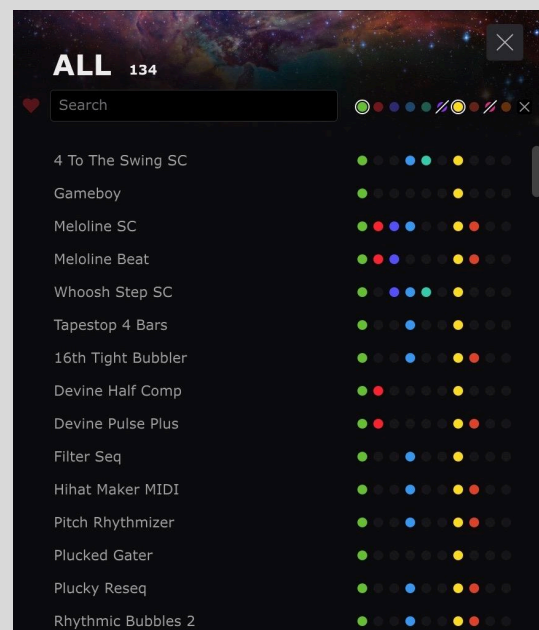 ALL 134
Search
4 To The Swing SC
Gameboy
Meloline SC
Meloline Beat
Whoosh Step SC
Tapestop 4 Bars
16th Tight Bubbler
Devine Half Comp
Devine Pulse Plus
Filter Seq
Hihat Maker MIDI
Pitch Rhythmizer
Plucked Gater
Plucky Reseq
Rhythmic Bubbles 2